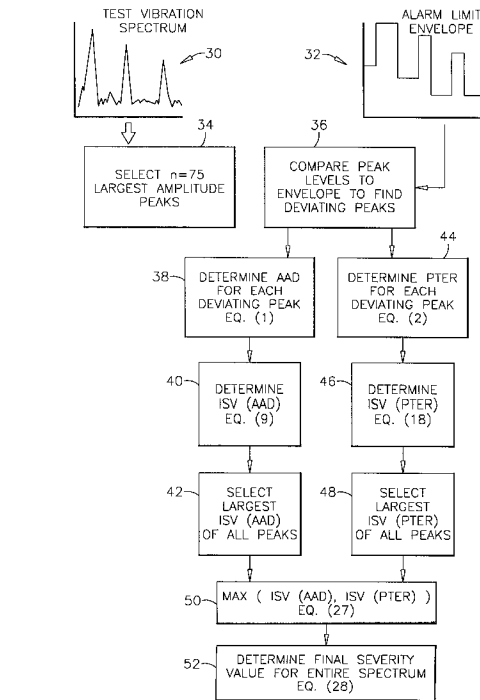 TEST VIBRATION
SPECTRUM
30
ALARM LIMIT
ENVELOPE
32
34
SELECT n=75
LARGEST AMPLITUDE
PEAKS
36
COMPARE PEAK
LEVELS TO
ENVELOPE TO FIND
DEVIATING PEAKS
38
DETERMINE AAD
FOR EACH
DEVIATING PEAK
EQ. (1)
44
DETERMINE PTER
FOR EACH
DEVIATING PEAK
EQ. (2)
40
DETERMINE
ISV (AAD)
EQ. (9)
46
DETERMINE
ISV (PTER)
EQ. (18)
42
SELECT
LARGEST
ISV (AAD)
OF ALL PEAKS
48
SELECT
LARGEST
ISV (PTER)
OF ALL PEAKS
50
MAX ( ISV (AAD), ISV (PTER) )
EQ. (27)
52
DETERMINE FINAL SEVERITY
VALUE FOR ENTIRE SPECTRUM
EQ. (28)